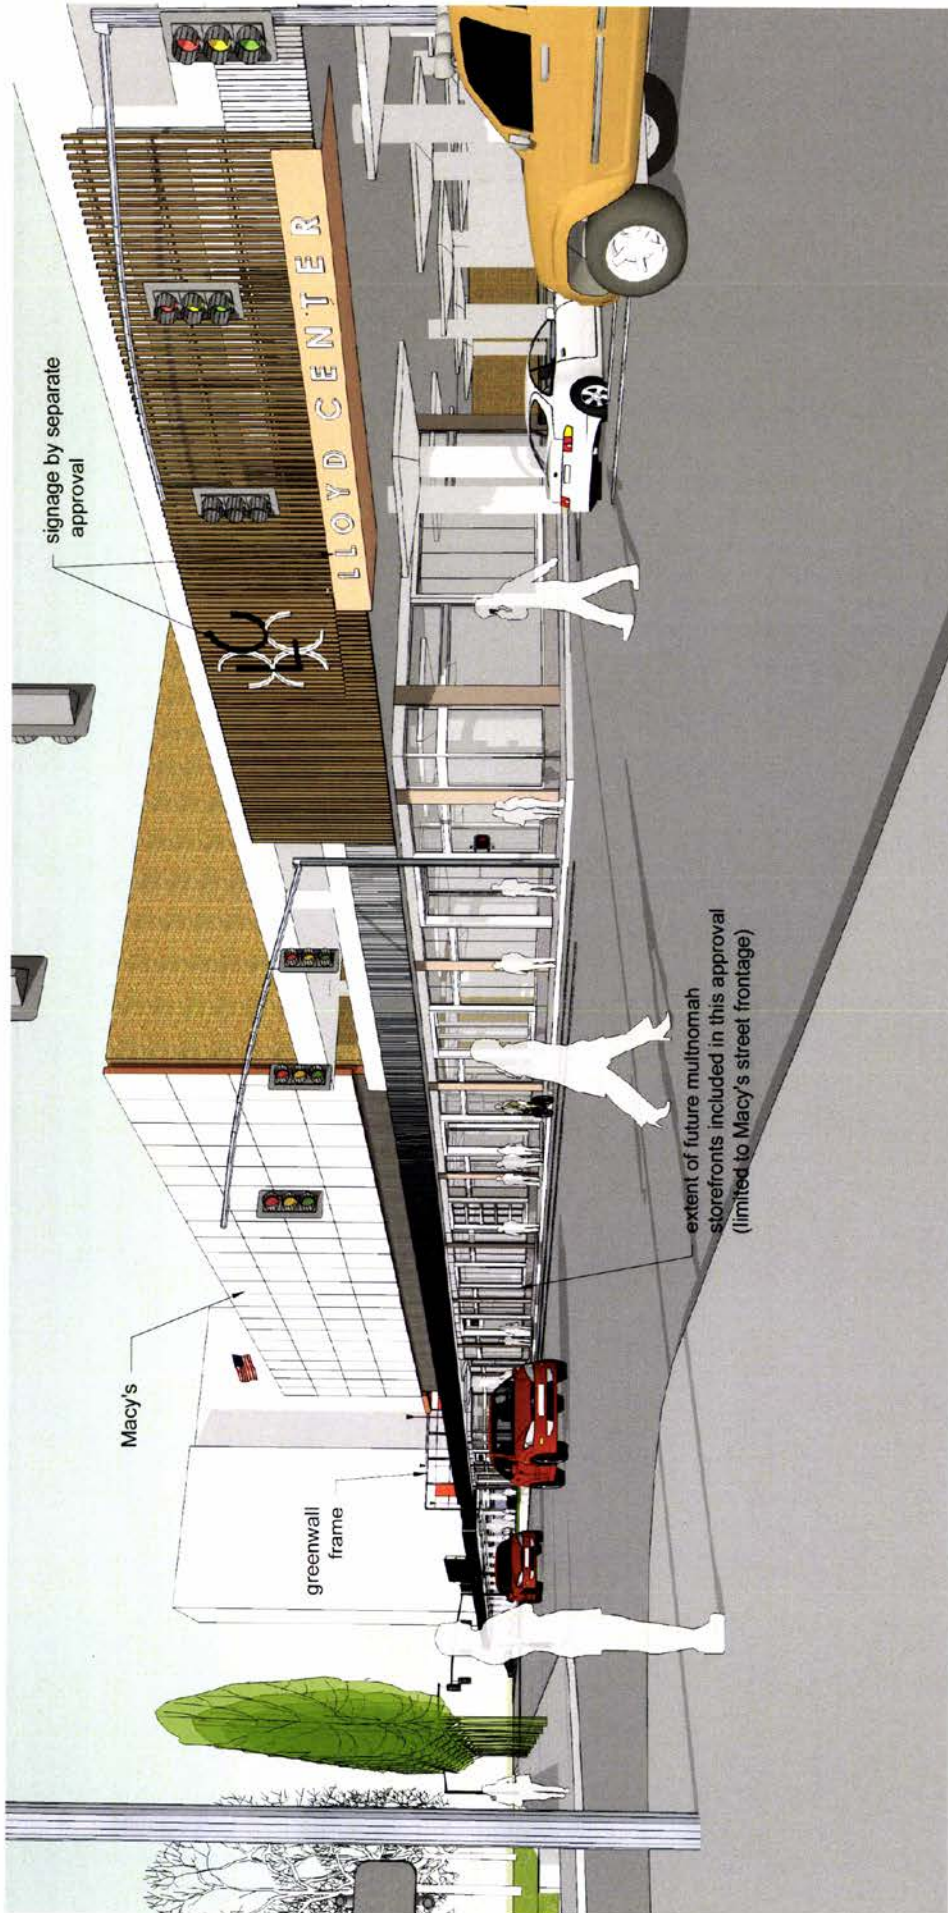 Macy's
greenwall
frame
signage by separate
approval
LC
LLOYD CENTER
extent of future multnomah
storefronts included in this approval
(limited to Macy's street frontage)